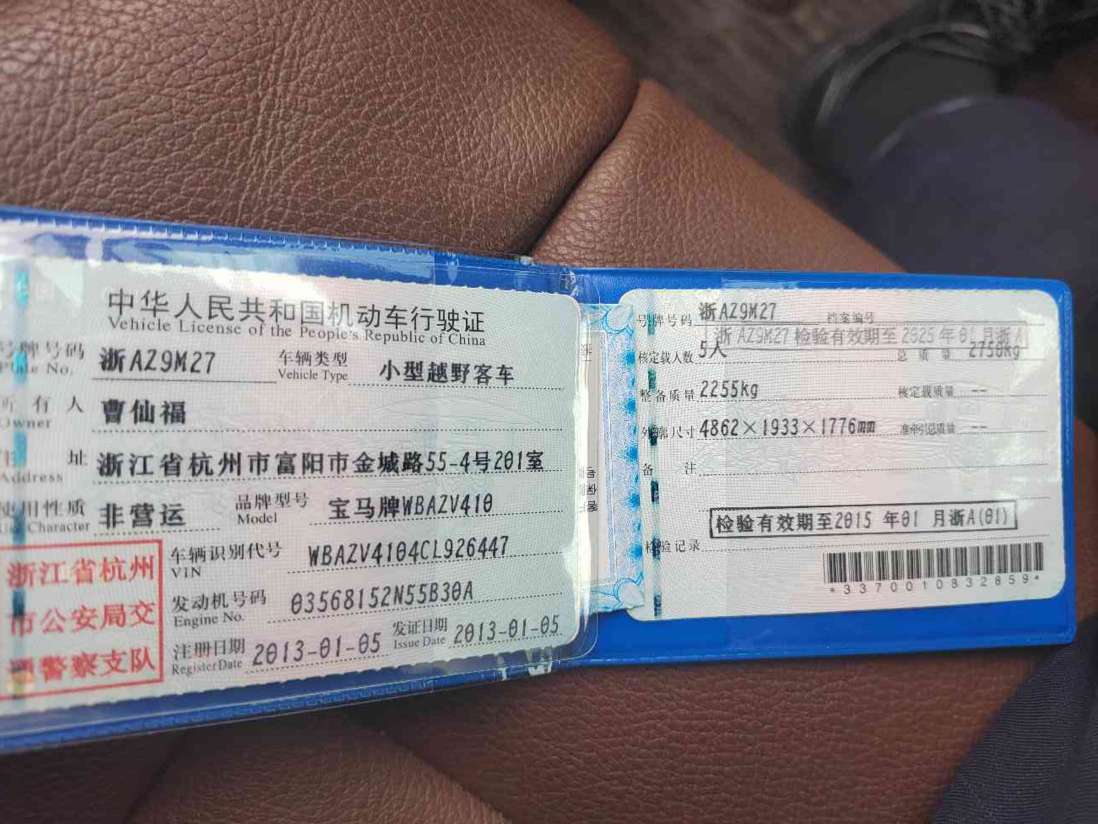 中华人民共和国机动车行驶证
Vehicle License of the People's Republic of China
号牌号码 浙AZ9M27 车辆类型 小型越野客车
Plate No. Vehicle Type
所有人 曹仙福
Owner
住 址 浙江省杭州市富阳市金城路55-4号201室
Address
使用性质 非营运 品牌型号 宝马牌WBAZV410
Character Model
浙江省杭州
市公安局交
通警察支队
车辆识别代号 WBAZV4104CL926447
VIN
发动机号码 03568152N55B30A
Engine No.
注册日期 2013-01-05 发证日期 2013-01-05
Register Date Issue Date
号牌号码 浙AZ9M27 档案编号
浙AZ9M27 检验有效期至 2025 年 01 月浙A
核定载人数 5人 总质量 2750kg
整备质量 2255kg 核定载质量 --
外廓尺寸 4862×1933×1776mm 准牵引总质量 --
备 注
检验有效期至2015 年01 月浙A(01)
检验记录
*3370010832859*